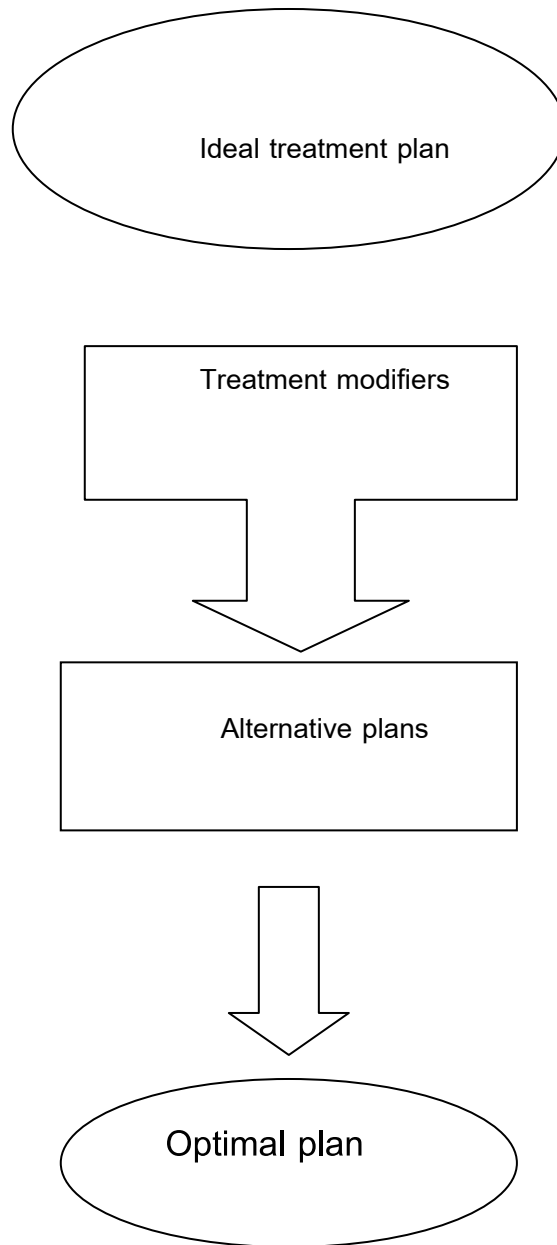 Ideal treatment plan
Treatment modifiers
Alternative plans
Optimal plan